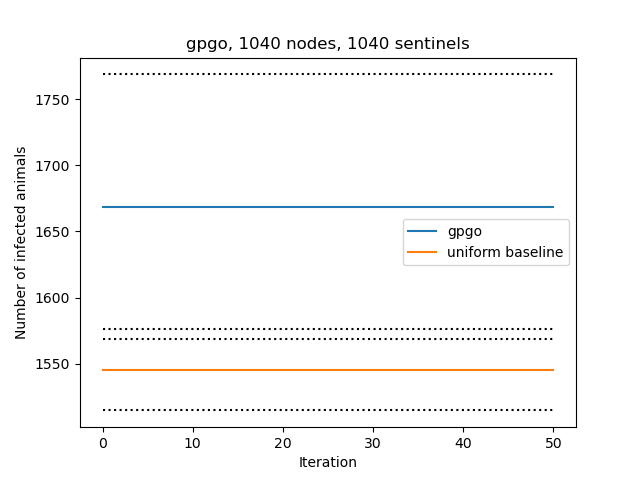 gpgo, 1040 nodes, 1040 sentinels
1750
1700
1650
1600
1550
Number of infected animals
gpgo
uniform baseline
0 10 20 30 40 50
Iteration